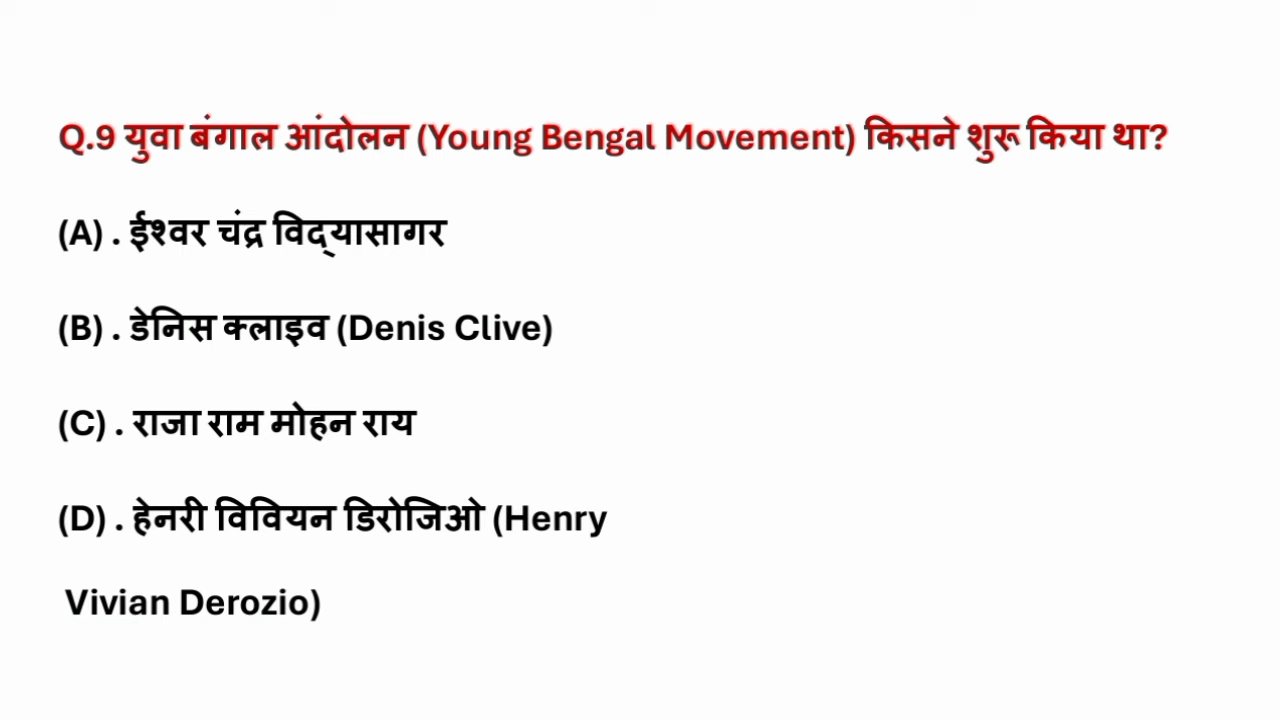 Q.9 युवा बंगाल आंदोलन (Young Bengal Movement) किसने शुरू किया था?
(A) . ईश्वर चंद्र विद्यासागर
(B) . डेनिस क्लाइव (Denis Clive)
(C) . राजा राम मोहन राय
(D) . हेनरी विवियन डिरोजिओ (Henry
Vivian Derozio)